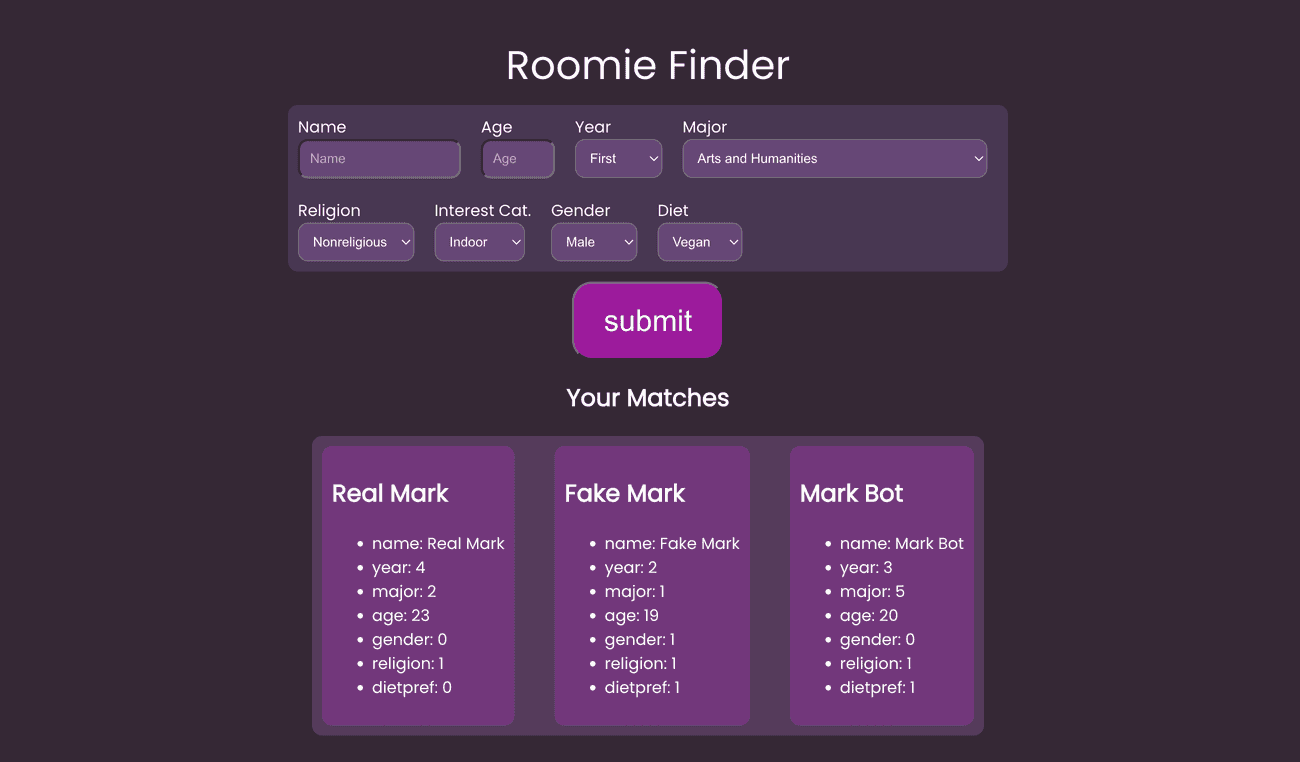 Roomie Finder
Name Age Year Major
Name Age First Arts and Humanities
Religion Interest Cat. Gender Diet
Nonreligious Indoor Male Vegan
submit
Your Matches
Real Mark
name: Real Mark
year: 4
major: 2
age: 23
gender: 0
religion: 1
dietpref: 0
Fake Mark
name: Fake Mark
year: 2
major: 1
age: 19
gender: 1
religion: 1
dietpref: 1
Mark Bot
name: Mark Bot
year: 3
major: 5
age: 20
gender: 0
religion: 1
dietpref: 1